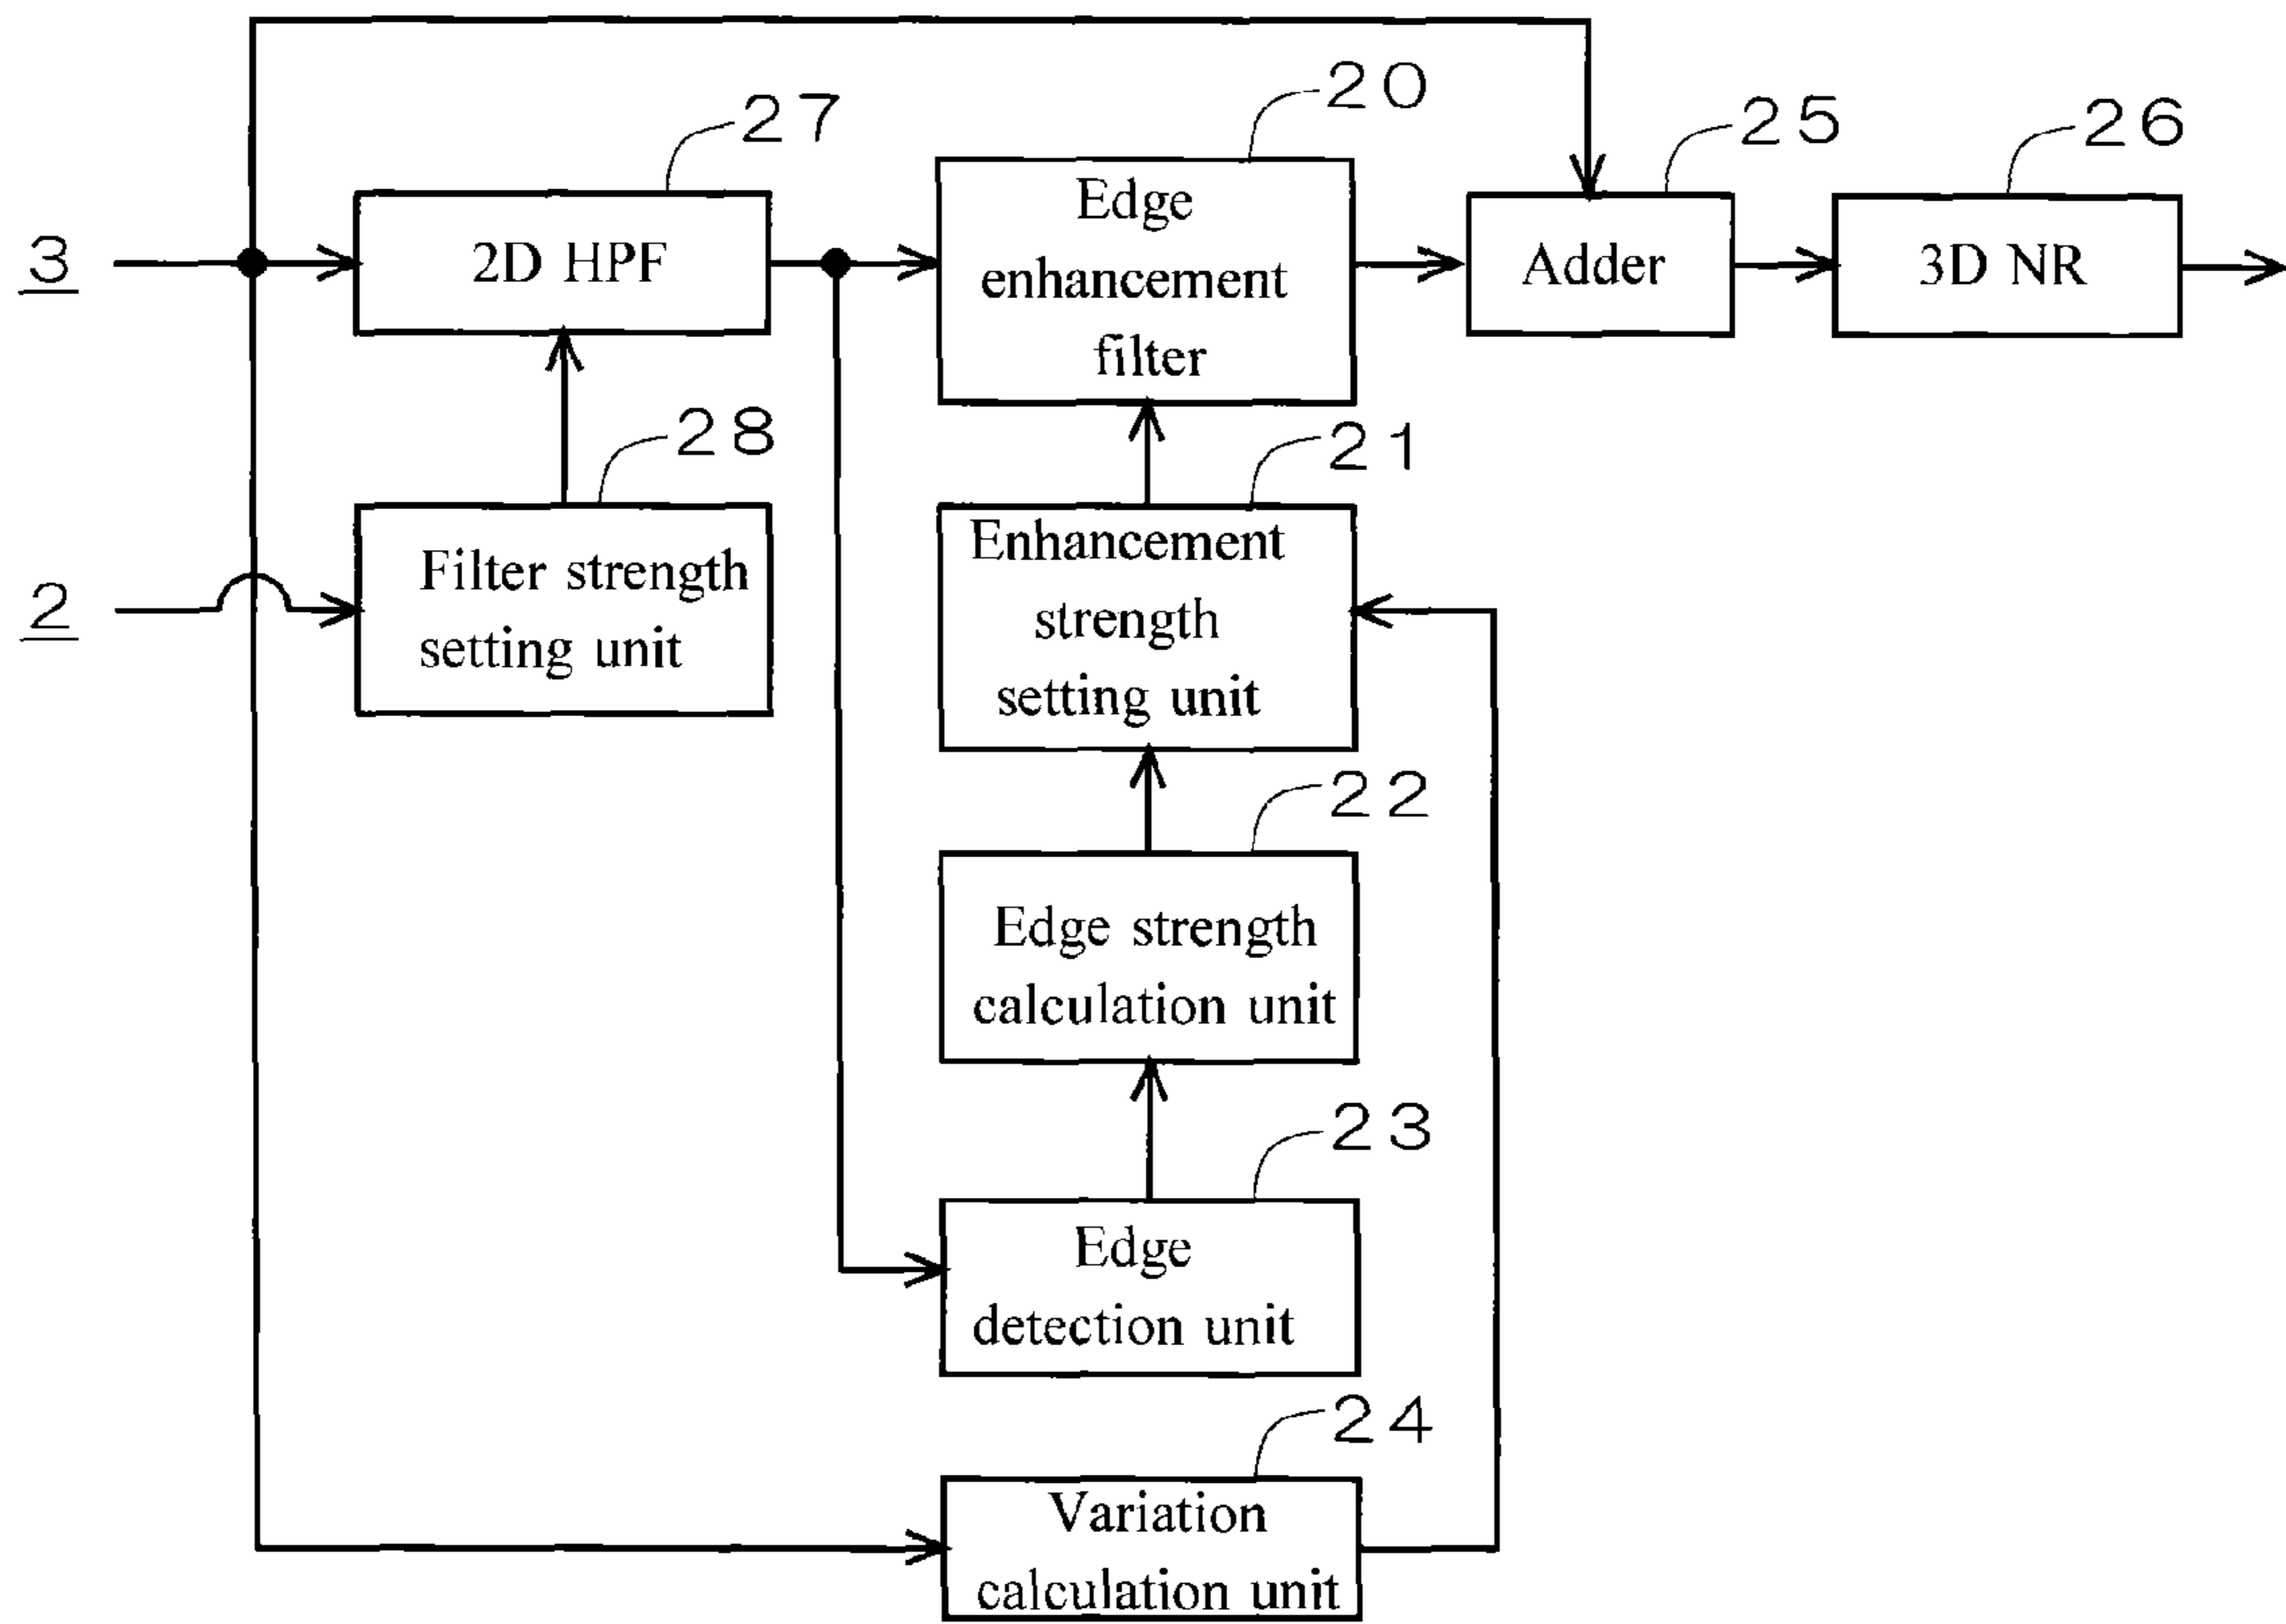 27
20
25
26
3
2D HPF
Edge
enhancement
filter
Adder
3D NR
28
21
2
Filter strength
setting unit
Enhancement
strength
setting unit
22
Edge strength
calculation unit
23
Edge
detection unit
24
Variation
calculation unit